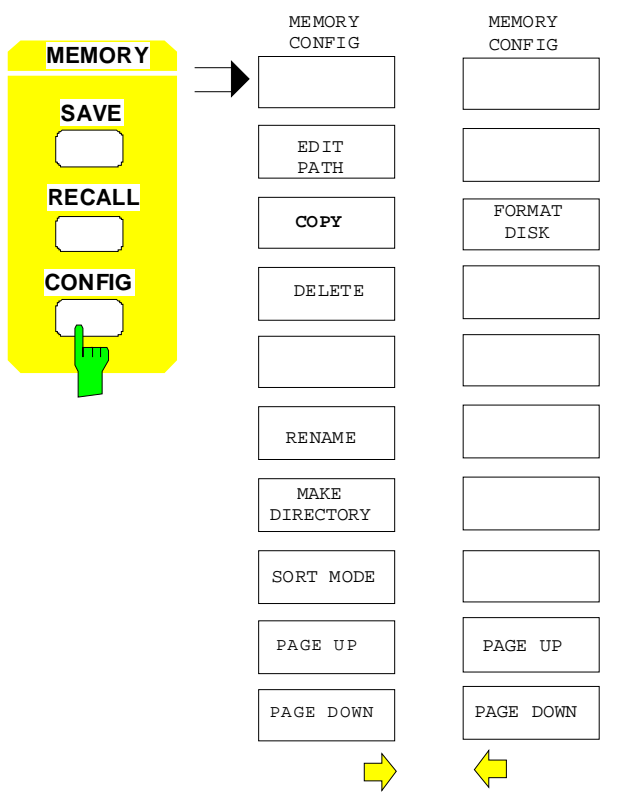 MEMORY
SAVE
RECALL
CONFIG
MEMORY
CONFIG
EDIT
PATH
COPY
DELETE
RENAME
MAKE
DIRECTORY
SORT MODE
PAGE UP
PAGE DOWN
MEMORY
CONFIG
FORMAT
DISK
PAGE UP
PAGE DOWN